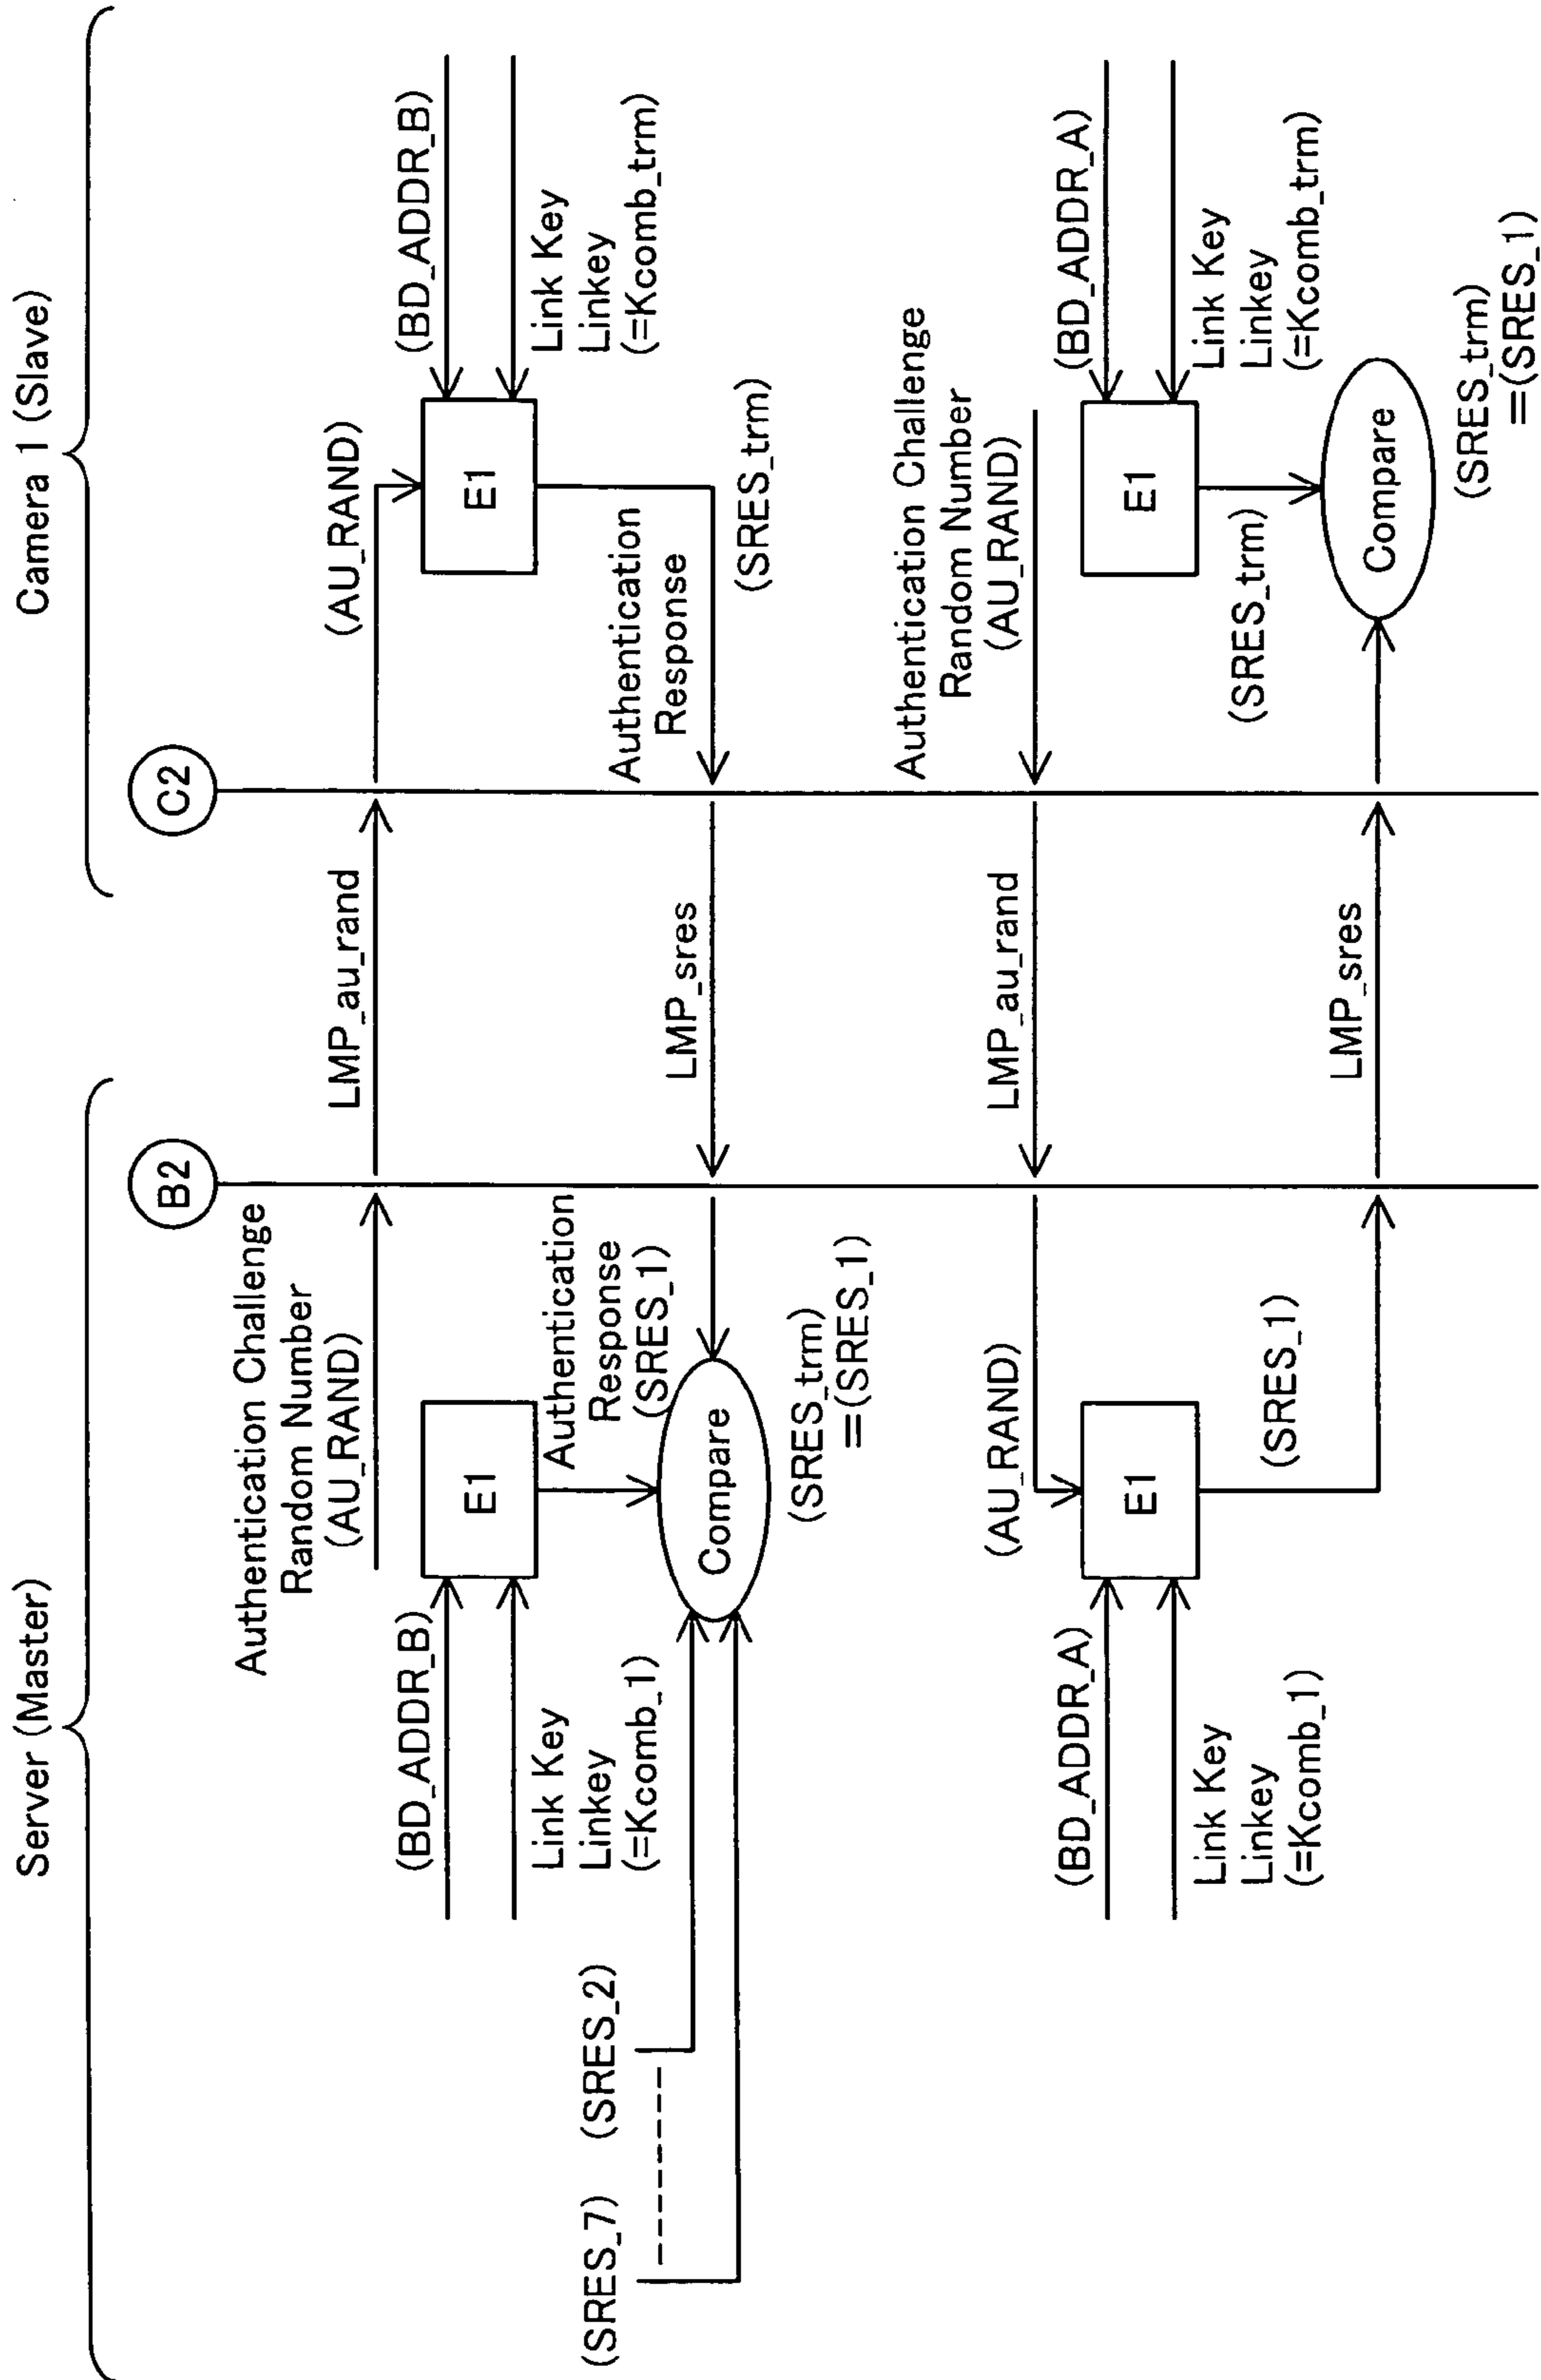 Server (Master)
Camera 1 (Slave)
B2
C2
Authentication Challenge
Random Number
(AU_RAND)
LMP_au_rand
(AU_RAND)
(BD_ADDR_B)
E1
E1
(BD_ADDR_B)
Link Key
Linkey
(=Kcomb_1)
Link Key
Linkey
(=Kcomb_trm)
Authentication
Response
(SRES_1)
(SRES_7)
(SRES_2)
Compare
LMP_sres
Authentication
Response
(SRES_trm)
(SRES_trm)
=(SRES_1)
LMP_au_rand
Authentication Challenge
Random Number
(AU_RAND)
(AU_RAND)
(BD_ADDR_A)
E1
E1
(BD_ADDR_A)
Link Key
Linkey
(=Kcomb_1)
Link Key
Linkey
(=Kcomb_trm)
(SRES_1)
(SRES_trm)
LMP_sres
Compare
(SRES_trm)
=(SRES_1)